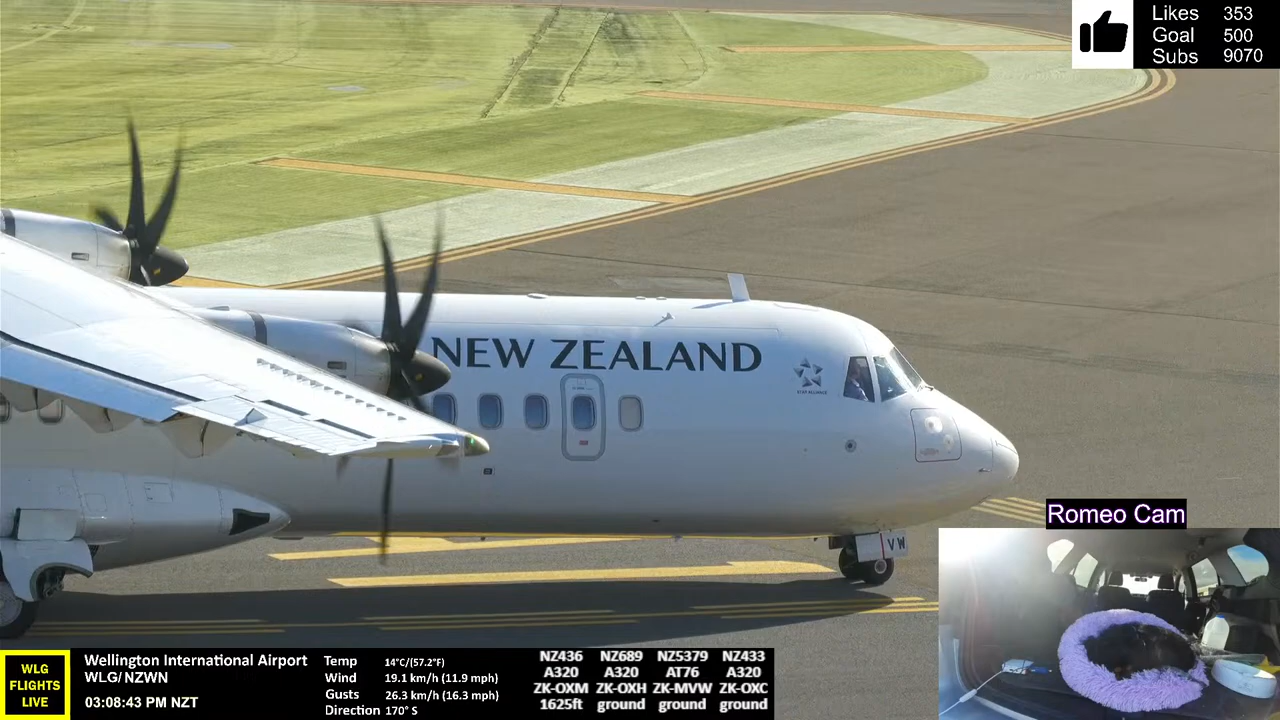 Likes 353
Goal 500
Subs 9070
NEW ZEALAND
STAR ALLIANCE
VW
Romeo Cam
WLG
FLIGHTS
LIVE
Wellington International Airport
WLG/NZWN
03:08:43 PM NZT
Temp 14°C/(57.2°F)
Wind 19.1 km/h (11.9 mph)
Gusts 26.3 km/h (16.3 mph)
Direction 170° S
NZ436 NZ689 NZ5379 NZ433
A320 A320 AT76 A320
ZK-OXM ZK-OXH ZK-MVW ZK-OXC
1625ft ground ground ground